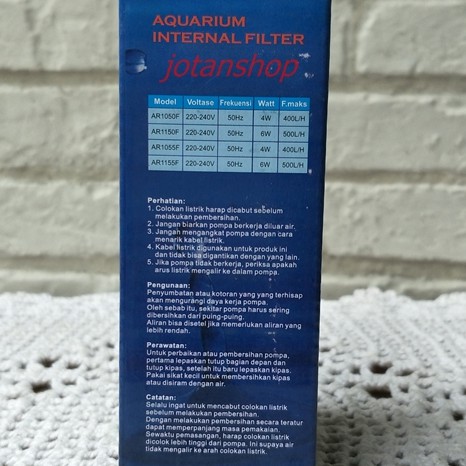 AQUARIUM
INTERNAL FILTER
jotanshop
Model Voltase Frekuensi Watt F.maks
AR1050F 220-240V 50Hz 4W 400L/H
AR1150F 220-240V 50Hz 6W 500L/H
AR1055F 220-240V 50Hz 4W 400L/H
AR1155F 220-240V 50Hz 6W 500L/H
Perhatian:
1. Colokan listrik harap dicabut sebelum
melakukan pembersihan.
2. Jangan biarkan pompa berkerja diluar air.
3. Jangah mengangkat pompa dengan cara
menarik kabel listrik.
4. Kabel listrik digunakan untuk produk ini
dan tidak bisa digantikan dengan yang lain.
5. Jika pompa tidak berkerja, periksa apakah
arus listrik mengalir ke dalam pompa.
Pengunaan:
Penyumbatan atau kotoran yang yang terhisap
akan mengurangi daya kerja pompa.
Oleh sebab itu, sekitar pompa harus sering
dibersihkan dari puing-puing.
Aliran bisa disetel jika memerlukan aliran yang
lebih rendah.
Perawatan:
Untuk perbaikan atau pembersihan pompa,
pertama lepaskan tutup bagian depan dan
tutup kipas, setelah itu baru lepaskan kipas.
Pakai sikat kecil untuk membersihkan kipas
atau disiram dengan air.
Catatan:
Selalu ingat untuk mencabut colokan listrik
sebelum melakukan pembersihan.
Dengan melakukan pembersihan secara teratur
dapat memperpanjang masa pemakaian.
Sewaktu pemasangan, harap colokan listrik
dicolok lebih tinggi dari pompa. Ini supaya air
tidak mengalir ke arah colokan listrik.